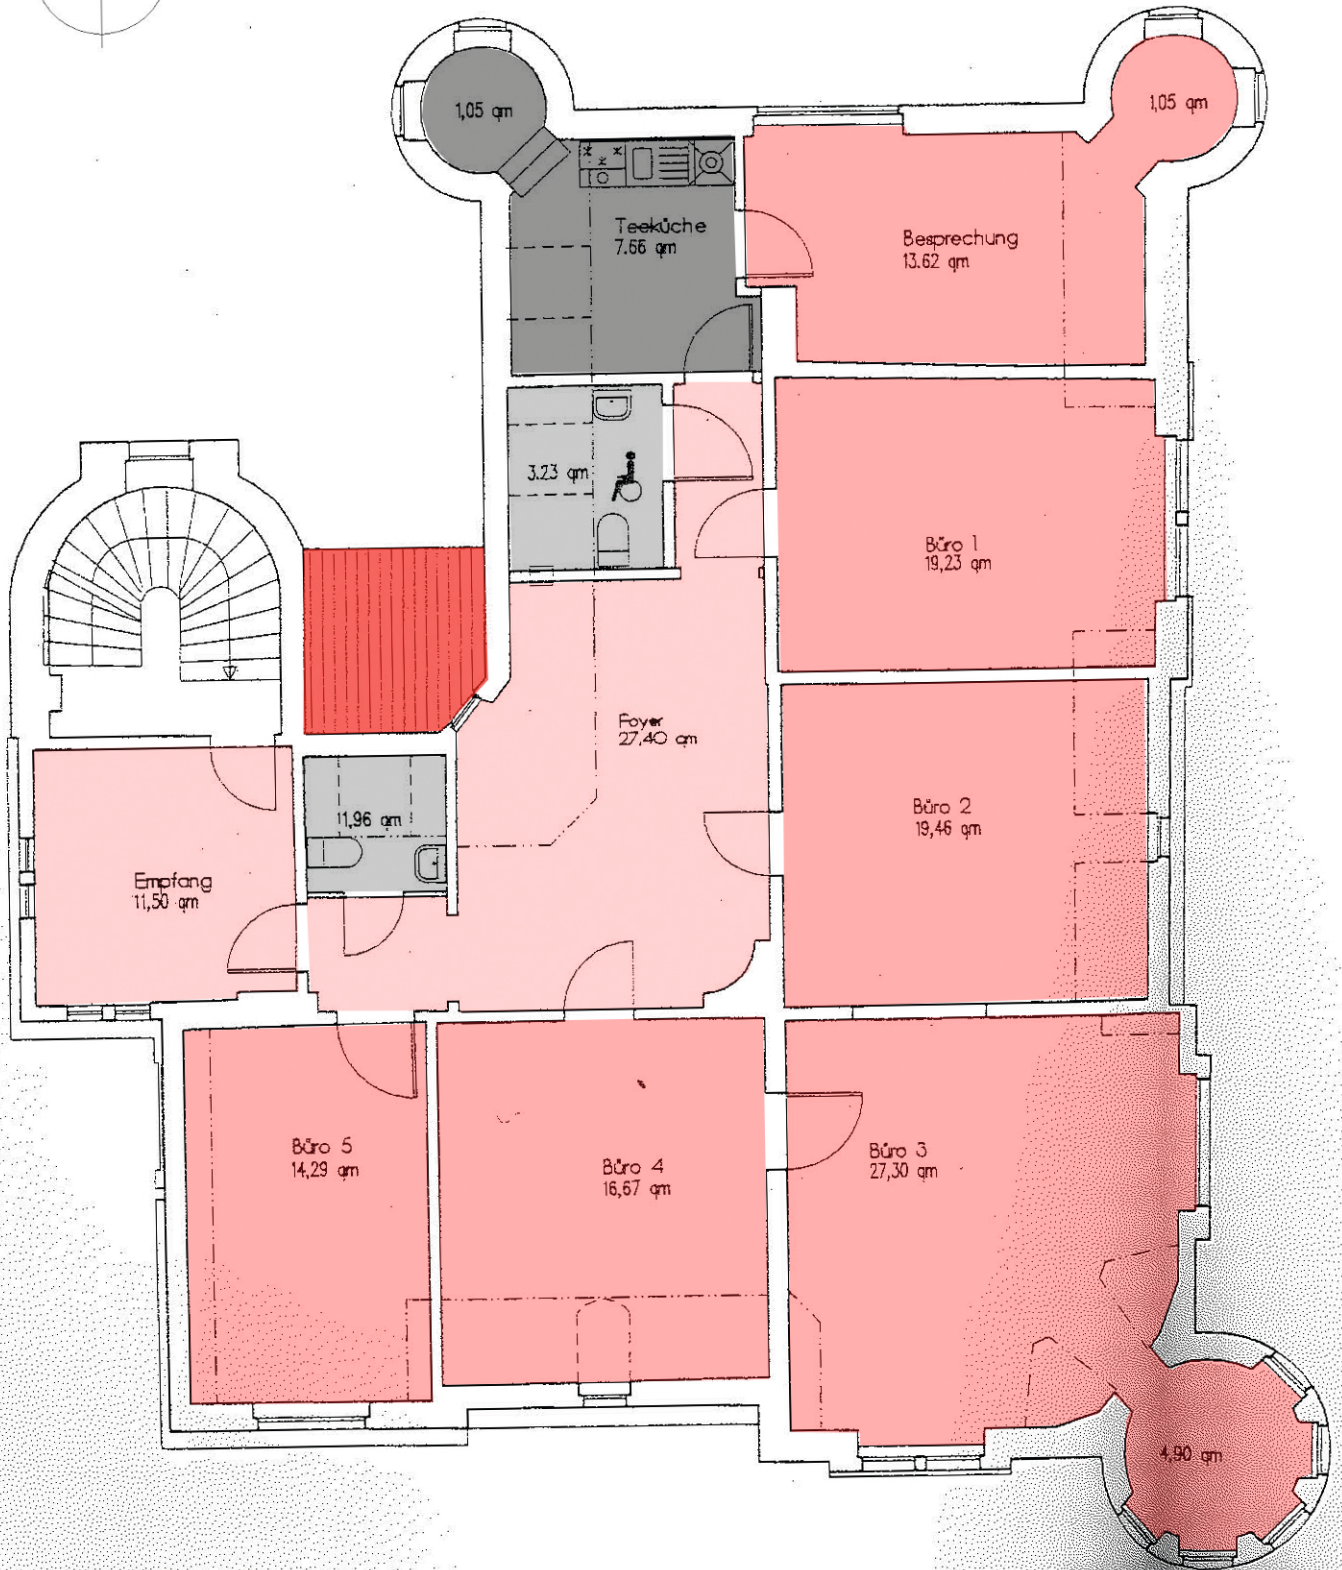 1,05 qm
1,05 qm
Teeküche
7.66 qm
Besprechung
13.62 qm
3.23 qm
Büro 1
19,23 qm
Foyer
27,40 qm
Büro 2
19,46 qm
11,96 qm
Empfang
11,50 qm
Büro 5
14,29 qm
Büro 4
16,67 qm
Büro 3
27,30 qm
4,90 qm